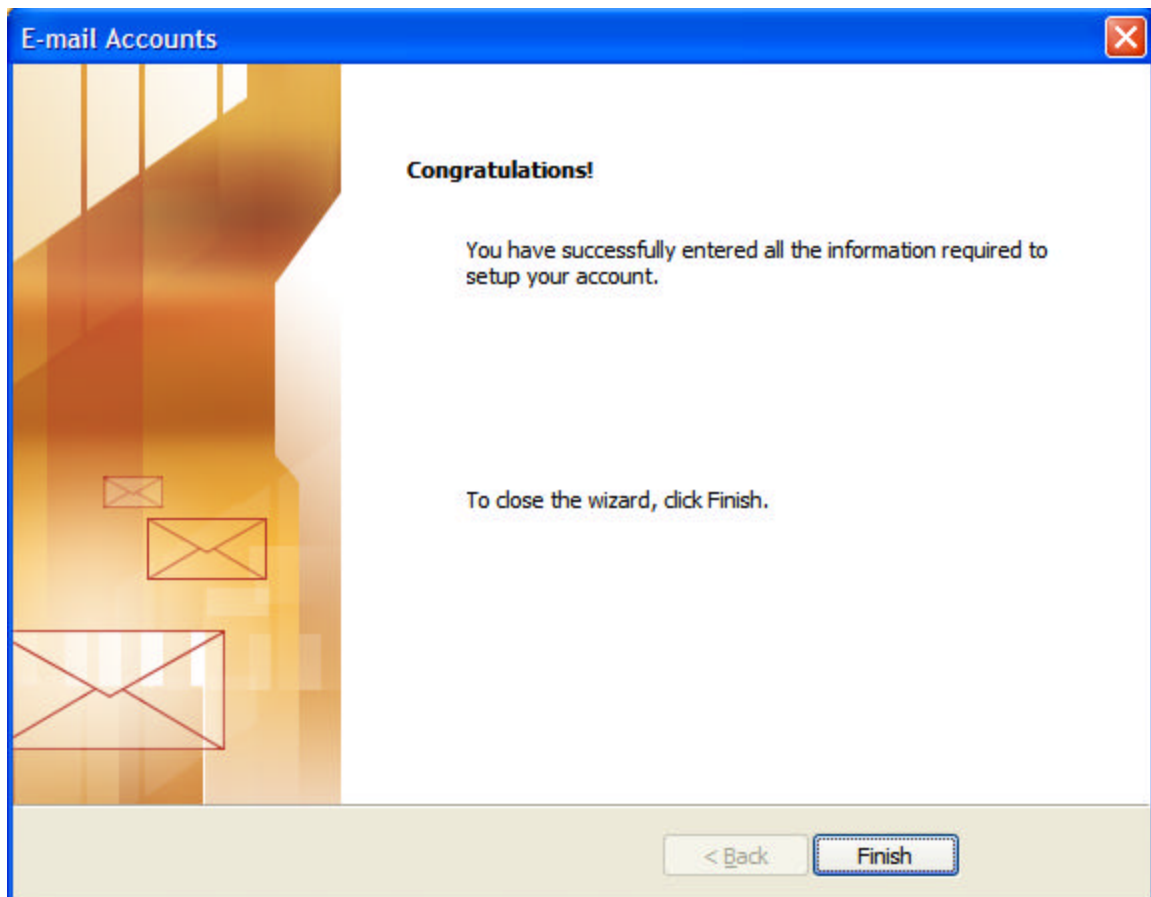 E-mail Accounts
Congratulations!
You have successfully entered all the information required to
setup your account.
To close the wizard, click Finish.
< Back
Finish